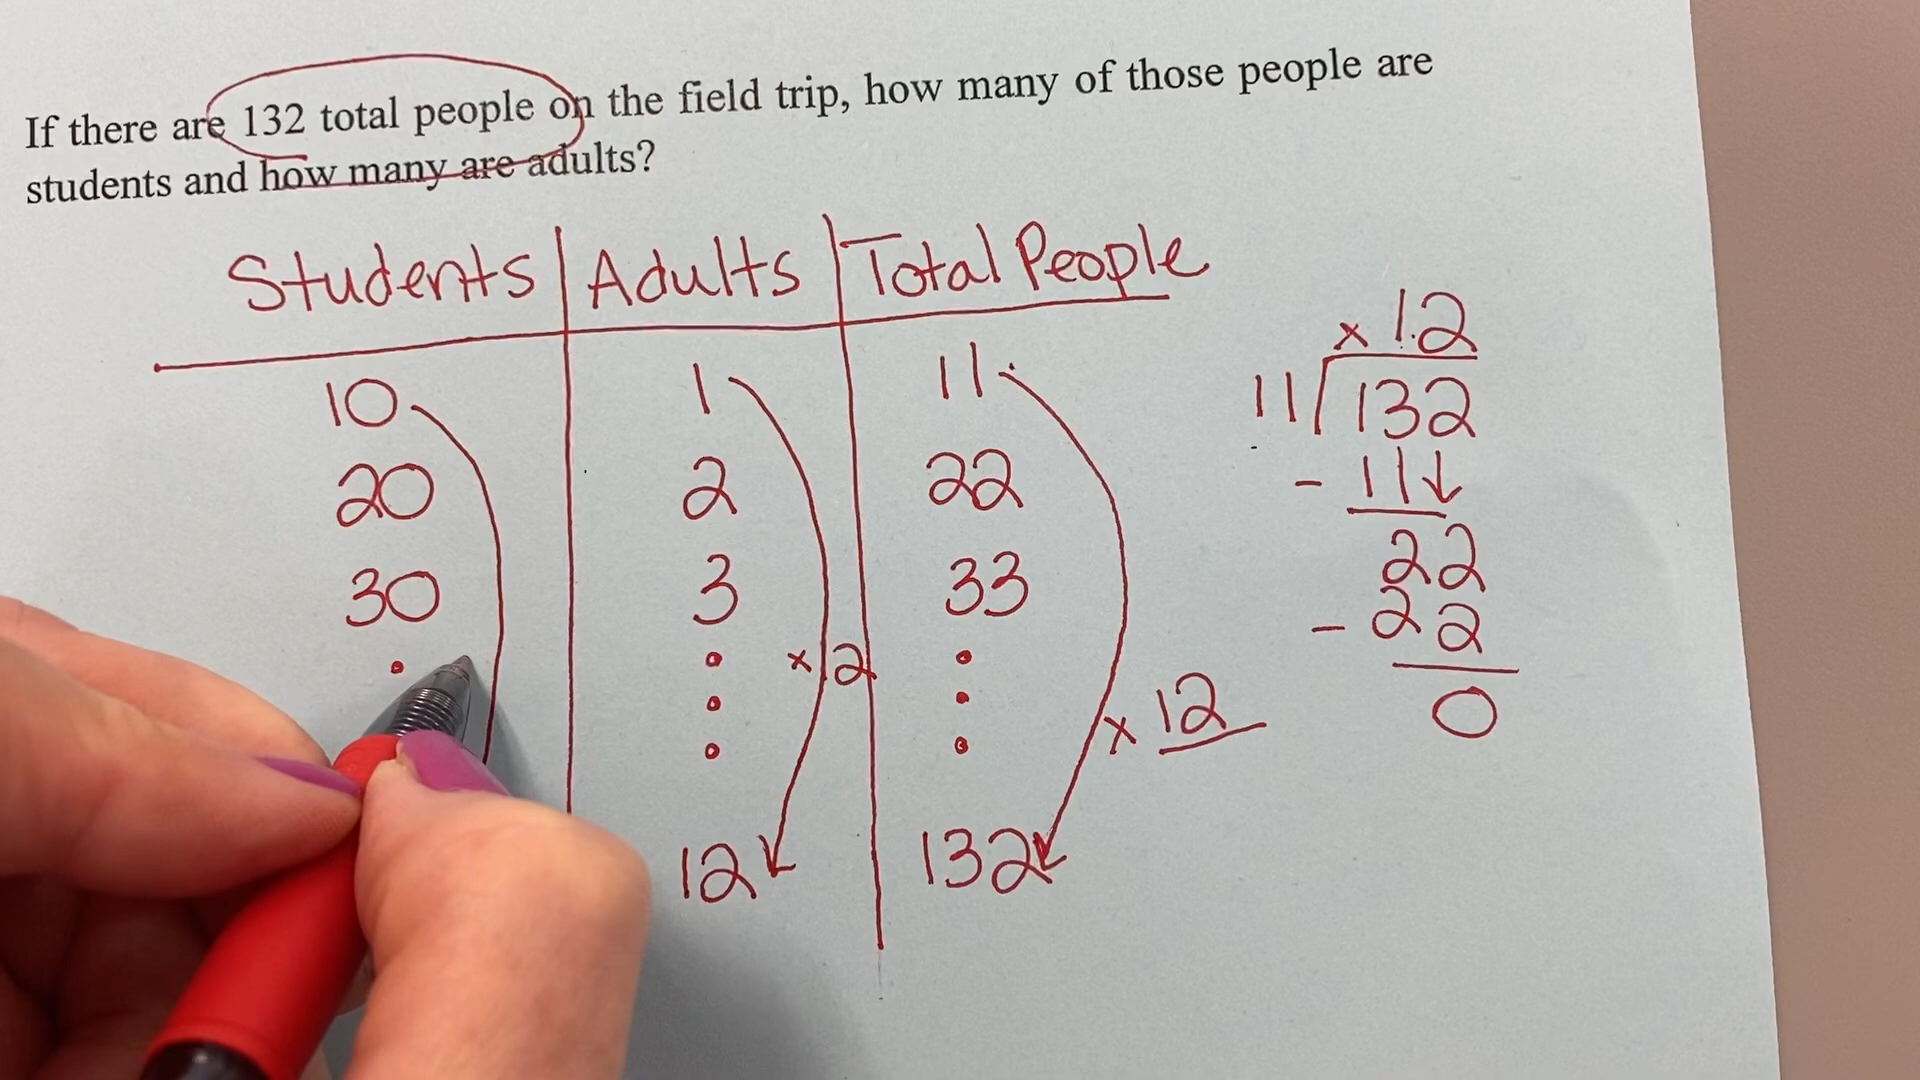 If there are 132 total people on the field trip, how many of those people are
students and how many are adults?
Students Adults Total People
10 1 11
20 2 22
30 3 33
x12
x 12
12 132
x 12
11 132
- 11↓
22
- 22
0